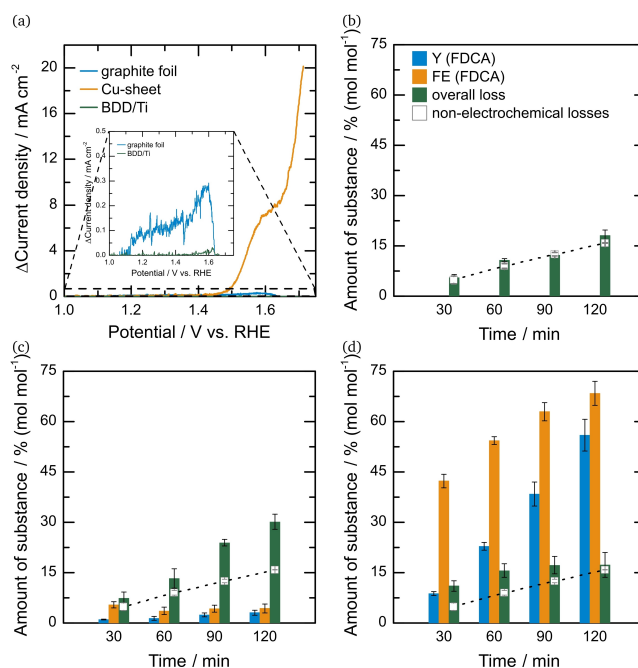 (a)
ΔCurrent density / mA cm⁻²
20
16
12
8
4
0
graphite foil
Cu-sheet
BDD/Ti
ΔCurrent density / mA cm⁻²
0.5
0.4
0.3
0.2
0.1
0.0
graphite foil
BDD/Ti
1.0 1.2 1.4 1.6
Potential / V vs. RHE
1.0 1.2 1.4 1.6
Potential / V vs. RHE
(b)
Amount of substance / % (mol mol⁻¹)
75
60
45
30
15
0
Y (FDCA)
FE (FDCA)
overall loss
non-electrochemical losses
30 60 90 120
Time / min
(c)
Amount of substance / % (mol mol⁻¹)
75
60
45
30
15
0
30 60 90 120
Time / min
(d)
Amount of substance / % (mol mol⁻¹)
75
60
45
30
15
0
30 60 90 120
Time / min